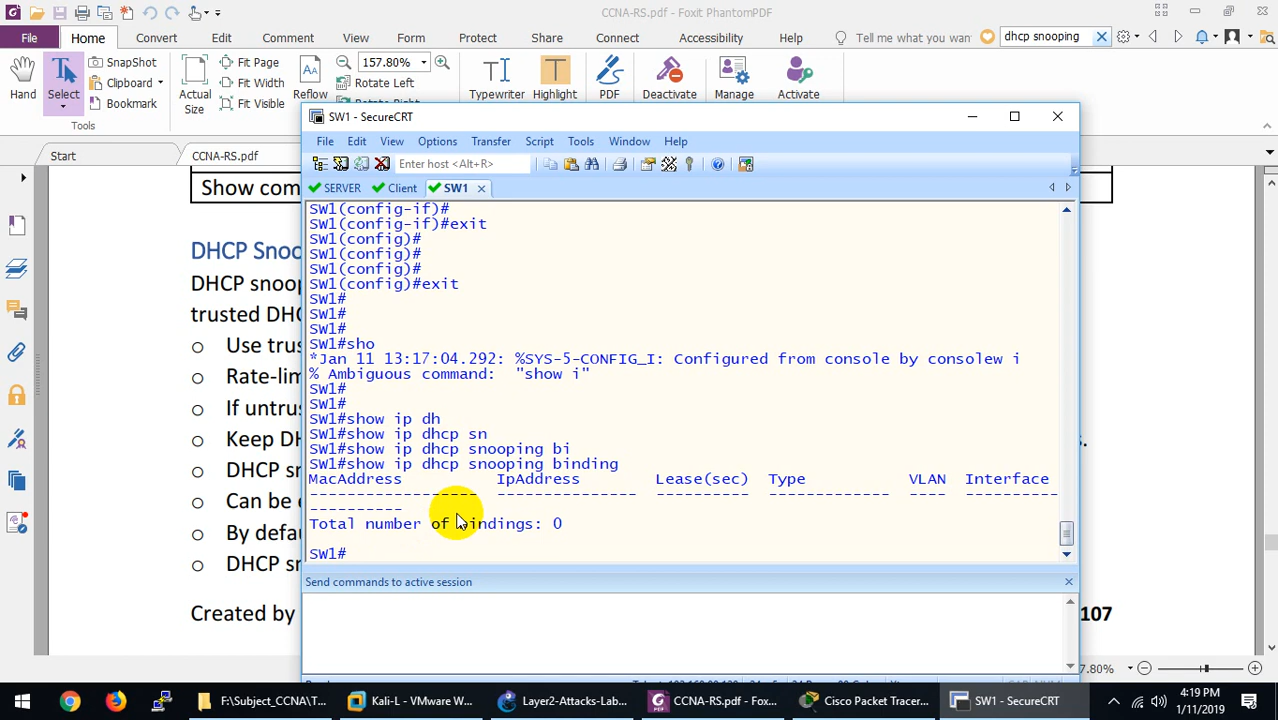 CCNA-RS.pdf - Foxit PhantomPDF
File Home Convert Edit Comment View Form Protect Share Connect Accessibility Help Tell me what you want dhcp snooping
Hand Select SnapShot Clipboard Bookmark Actual Size Fit Page Fit Width Fit Visible Reflow 157.80% Rotate Left Rotate Right Typewriter Highlight PDF Deactivate Manage Activate
Tools
Start CCNA-RS.pdf
Show com
DHCP Snoo
DHCP snoop
trusted DHC
o Use trus
o Rate-lim
o If untrus
o Keep DH s.
o DHCP sn
o Can be e
o By defau
o DHCP sn
Created by 107
SW1 - SecureCRT
File Edit View Options Transfer Script Tools Window Help
Enter host <Alt+R>
SERVER Client SW1
SW1(config-if)#
SW1(config-if)#exit
SW1(config)#
SW1(config)#
SW1(config)#
SW1(config)#exit
SW1#
SW1#
SW1#
SW1#sho
*Jan 11 13:17:04.292: %SYS-5-CONFIG_I: Configured from console by consolew i
% Ambiguous command: "show i"
SW1#
SW1#
SW1#show ip dh
SW1#show ip dhcp sn
SW1#show ip dhcp snooping bi
SW1#show ip dhcp snooping binding
MacAddress IpAddress Lease(sec) Type VLAN Interface
------------------ --------------- ---------- ------------- ---- ----------
----------
Total number of bindings: 0
SW1#
Send commands to active session
7.80%
F:\Subject_CCNA\T... Kali-L - VMware W... Layer2-Attacks-Lab... CCNA-RS.pdf - Foxi... Cisco Packet Tracer... SW1 - SecureCRT
4:19 PM
1/11/2019